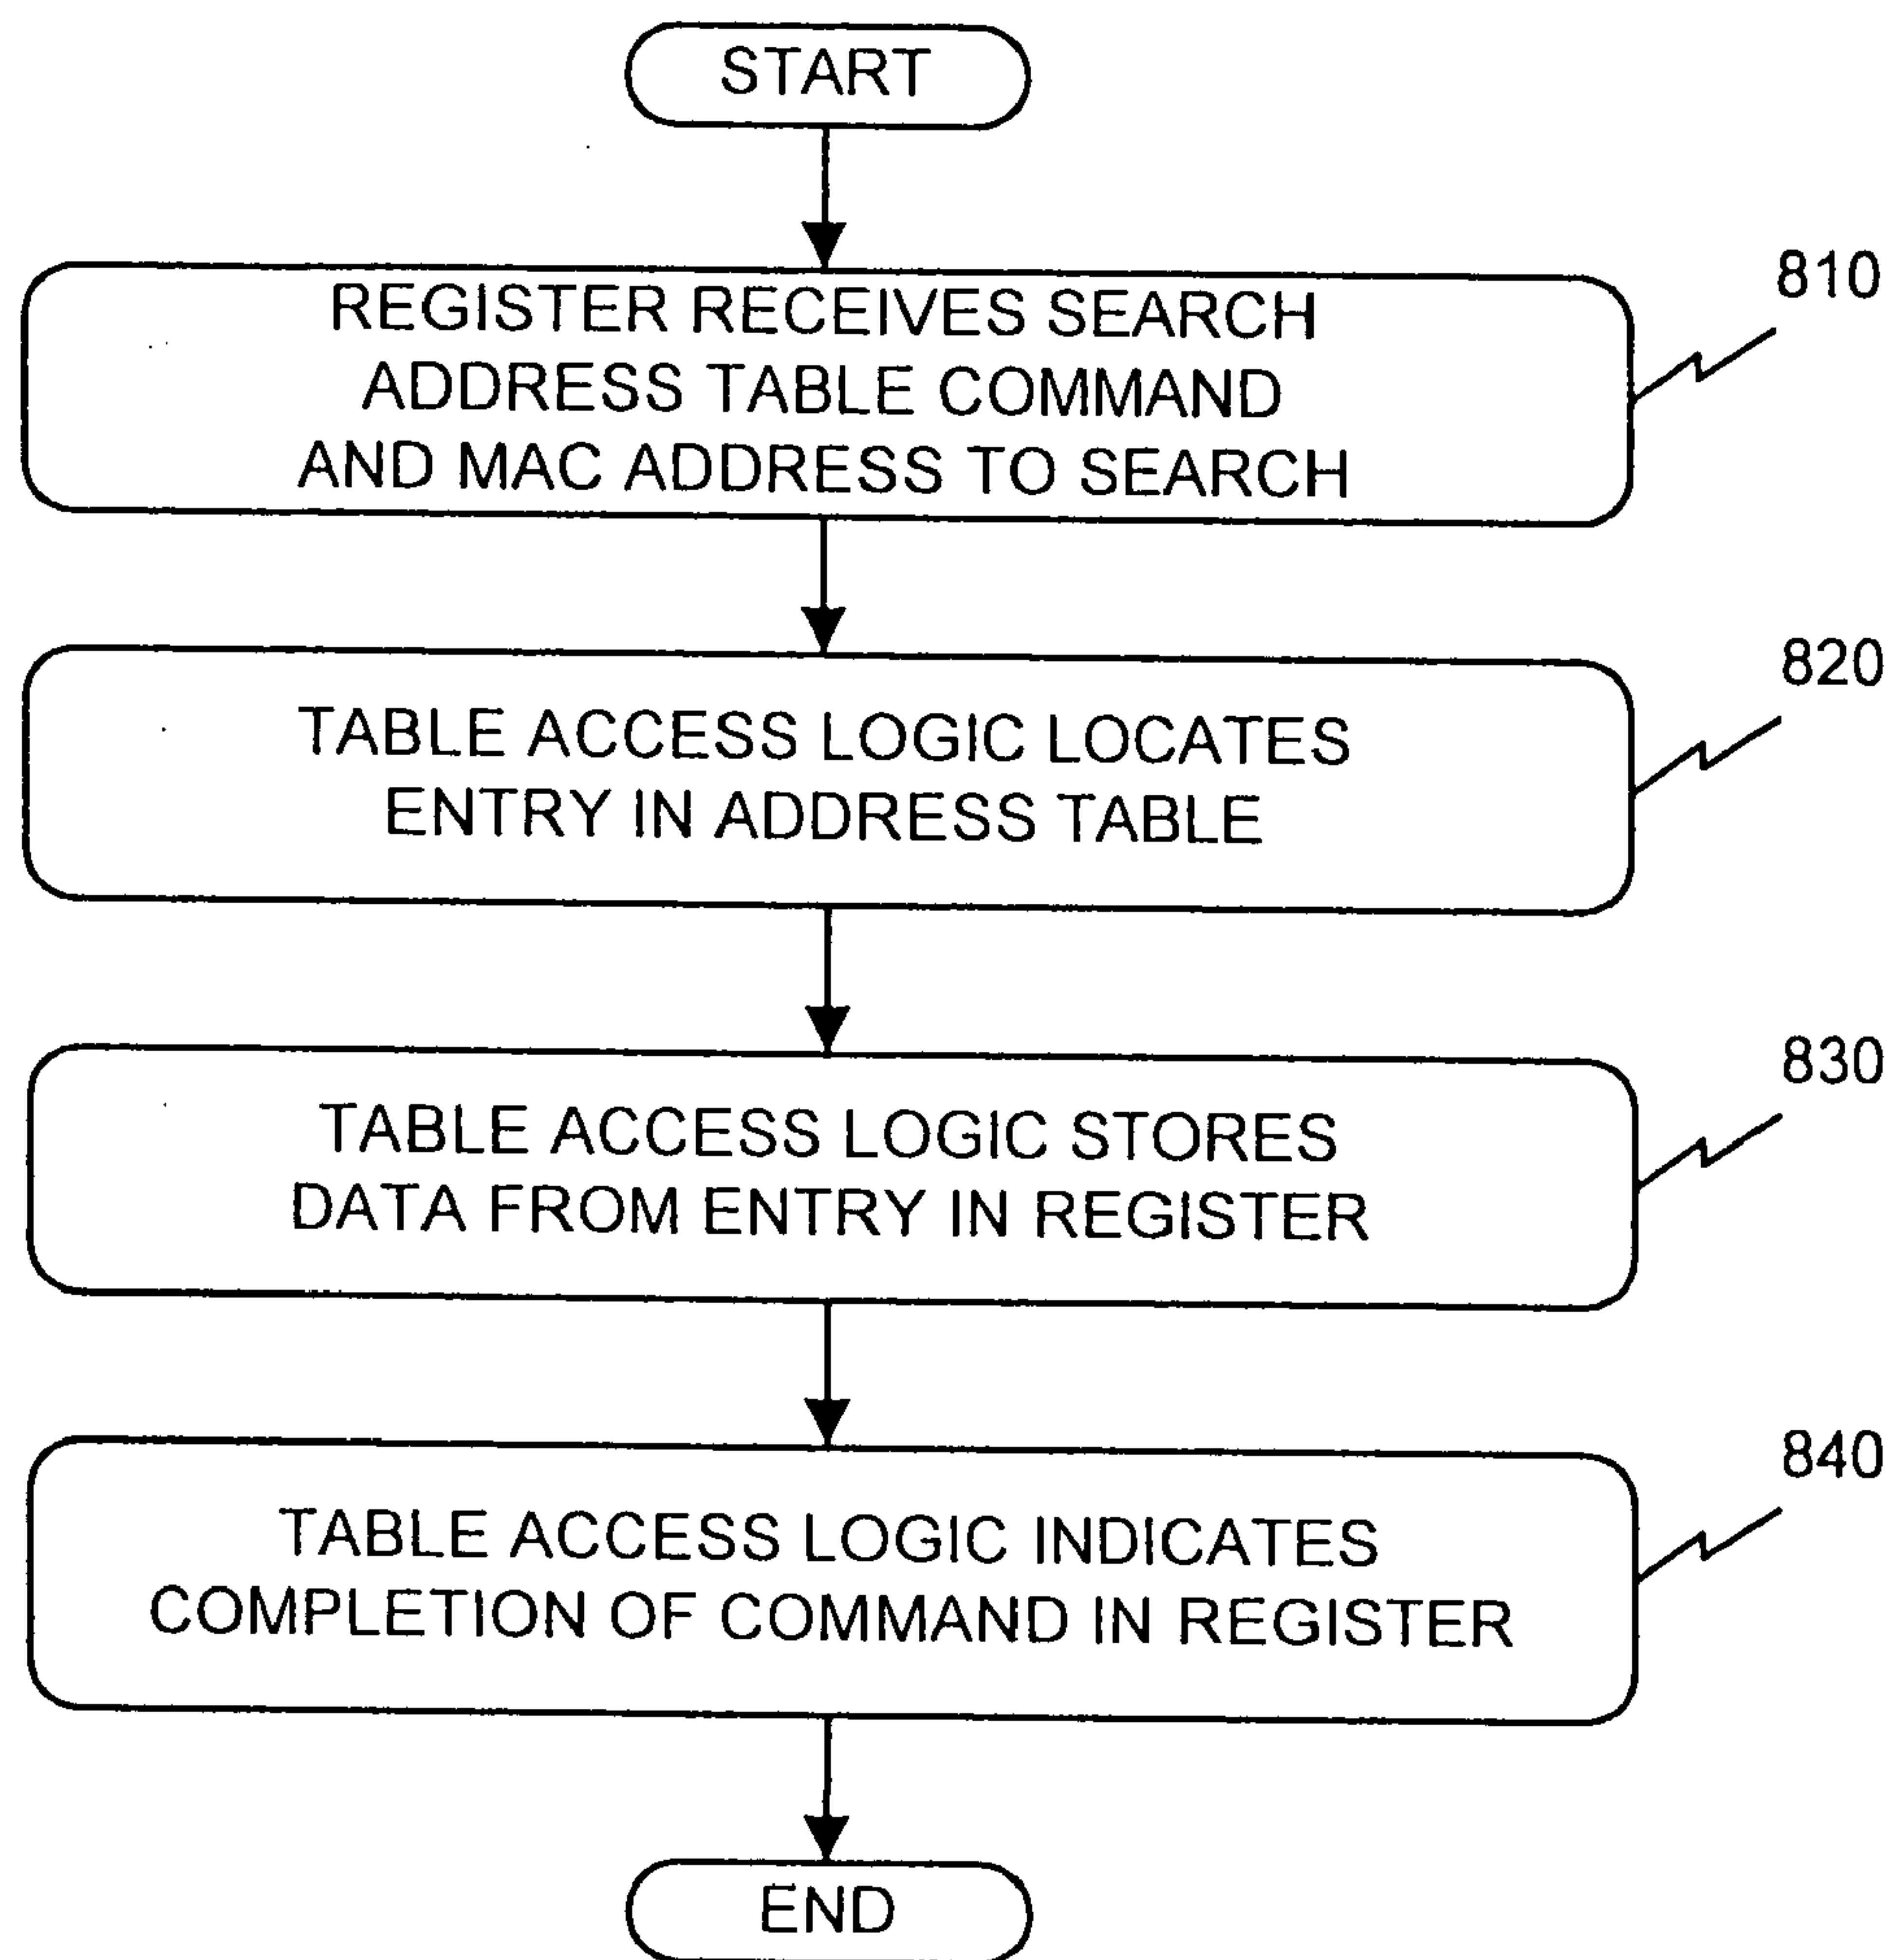 START
810
REGISTER RECEIVES SEARCH
ADDRESS TABLE COMMAND
AND MAC ADDRESS TO SEARCH
820
TABLE ACCESS LOGIC LOCATES
ENTRY IN ADDRESS TABLE
830
TABLE ACCESS LOGIC STORES
DATA FROM ENTRY IN REGISTER
840
TABLE ACCESS LOGIC INDICATES
COMPLETION OF COMMAND IN REGISTER
END